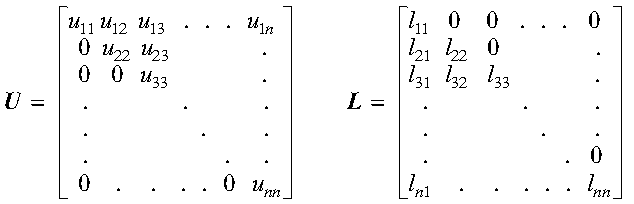 u₁₁ u₁₂ u₁₃ . . . u₁ₙ l₁₁ 0 0 . . . 0
0 u₂₂ u₂₃ . l₂₁ l₂₂ 0 .
0 0 u₃₃ . l₃₁ l₃₂ l₃₃ .
U = . . . L = . . .
. . . . . .
. . . . . 0
0 . . . . 0 uₙₙ lₙ₁ . . . . . lₙₙ